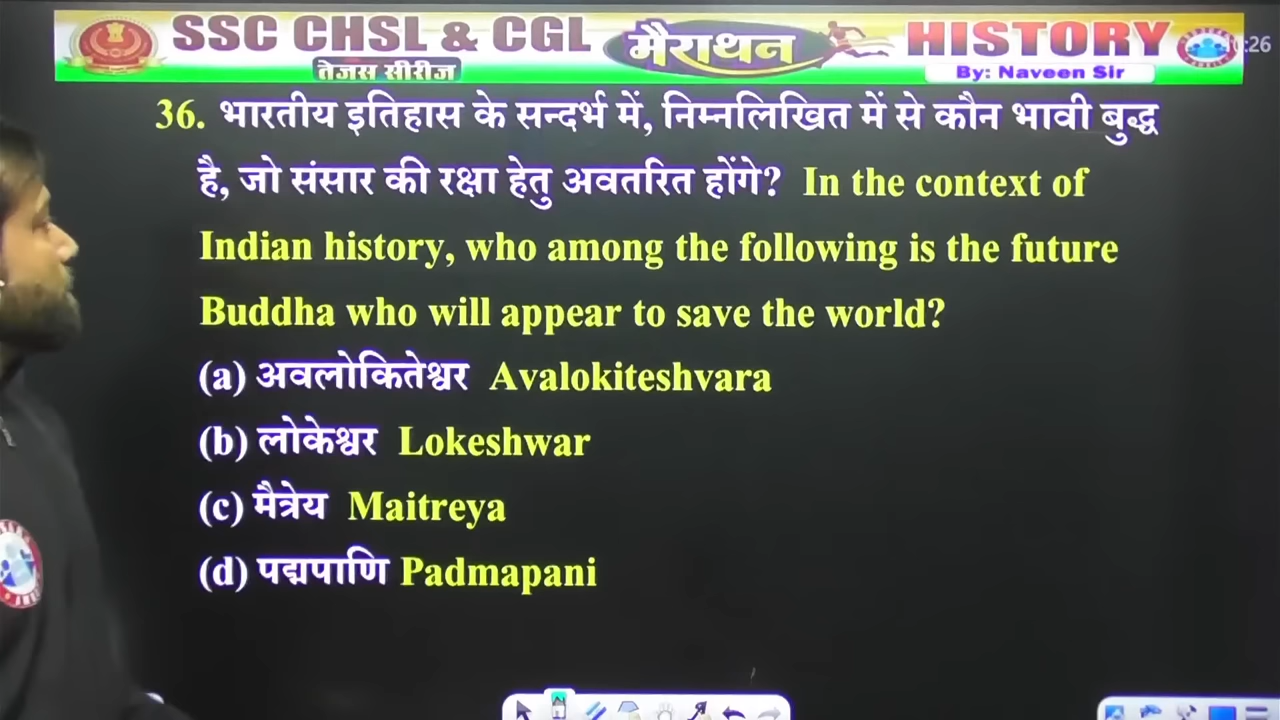 SSC CHSL & CGL मैराथन HISTORY
तेजस सीरीज By: Naveen Sir
36. भारतीय इतिहास के सन्दर्भ में, निम्नलिखित में से कौन भावी बुद्ध
है, जो संसार की रक्षा हेतु अवतरित होंगे? In the context of
Indian history, who among the following is the future
Buddha who will appear to save the world?
(a) अवलोकितेश्वर Avalokiteshvara
(b) लोकेश्वर Lokeshwar
(c) मैत्रेय Maitreya
(d) पद्मपाणि Padmapani